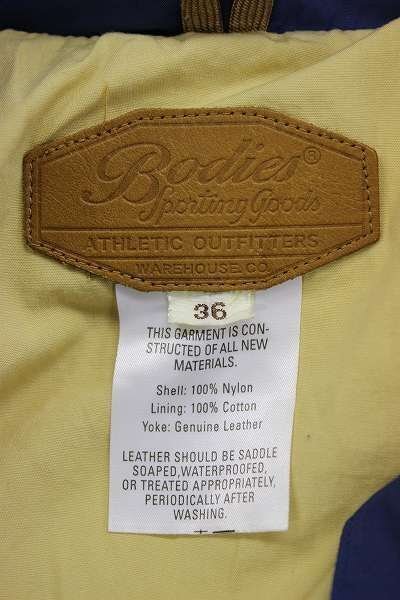 Bodies®
Sporting Goods
ATHLETIC OUTFITTERS
WAREHOUSE. CO.
36
THIS GARMENT IS CON-
STRUCTED OF ALL NEW
MATERIALS.
Shell: 100% Nylon
Lining: 100% Cotton
Yoke: Genuine Leather
LEATHER SHOULD BE SADDLE
SOAPED,WATERPROOFED,
OR TREATED APPROPRIATELY,
PERIODICALLY AFTER
WASHING.